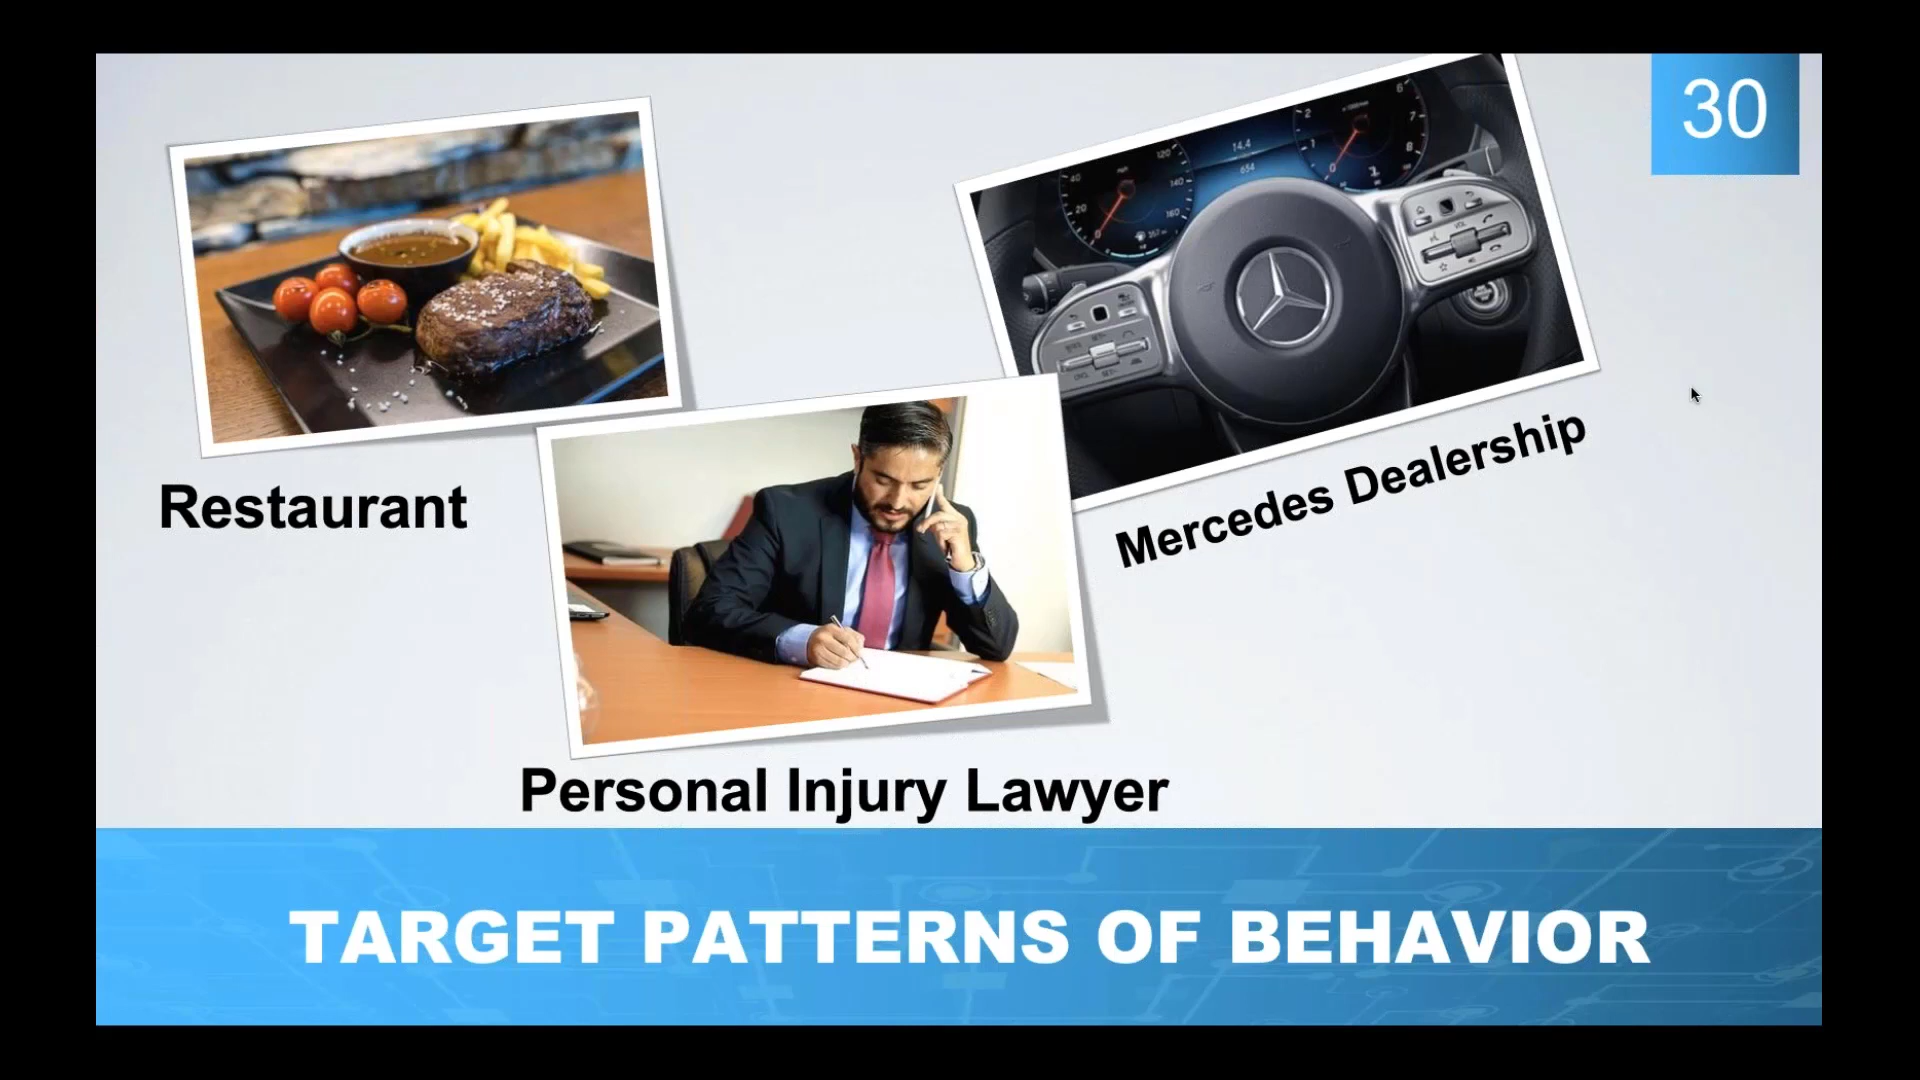 30
Restaurant
Mercedes Dealership
Personal Injury Lawyer
TARGET PATTERNS OF BEHAVIOR